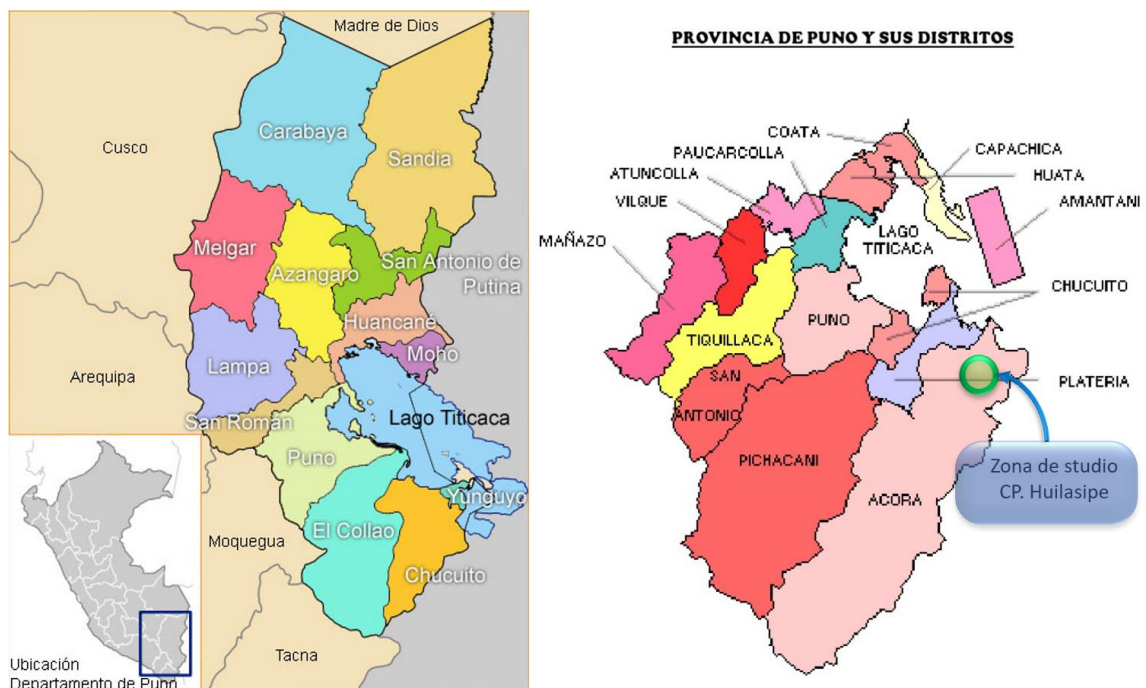 Madre de Dios
Cusco
Carabaya
Sandia
Melgar
Azangaro
San Antonio de
Putina
Huancané
Moho
Lampa
Arequipa
San Román
Lago Titicaca
Puno
Yunguyo
El Collao
Moquegua
Chucuito
Tacna
Ubicación
Departamento de Puno
PROVINCIA DE PUNO Y SUS DISTRITOS
COATA
PAUCARCOLLA
CAPACHICA
ATUNCOLLA
HUATA
VILQUE
AMANTANI
MAÑAZO
LAGO
TITICACA
CHUCUITO
PUNO
TIQUILLACA
SAN
ANTONIO
PLATERIA
PICHACANI
ACORA
Zona de studio
CP. Huilasipe